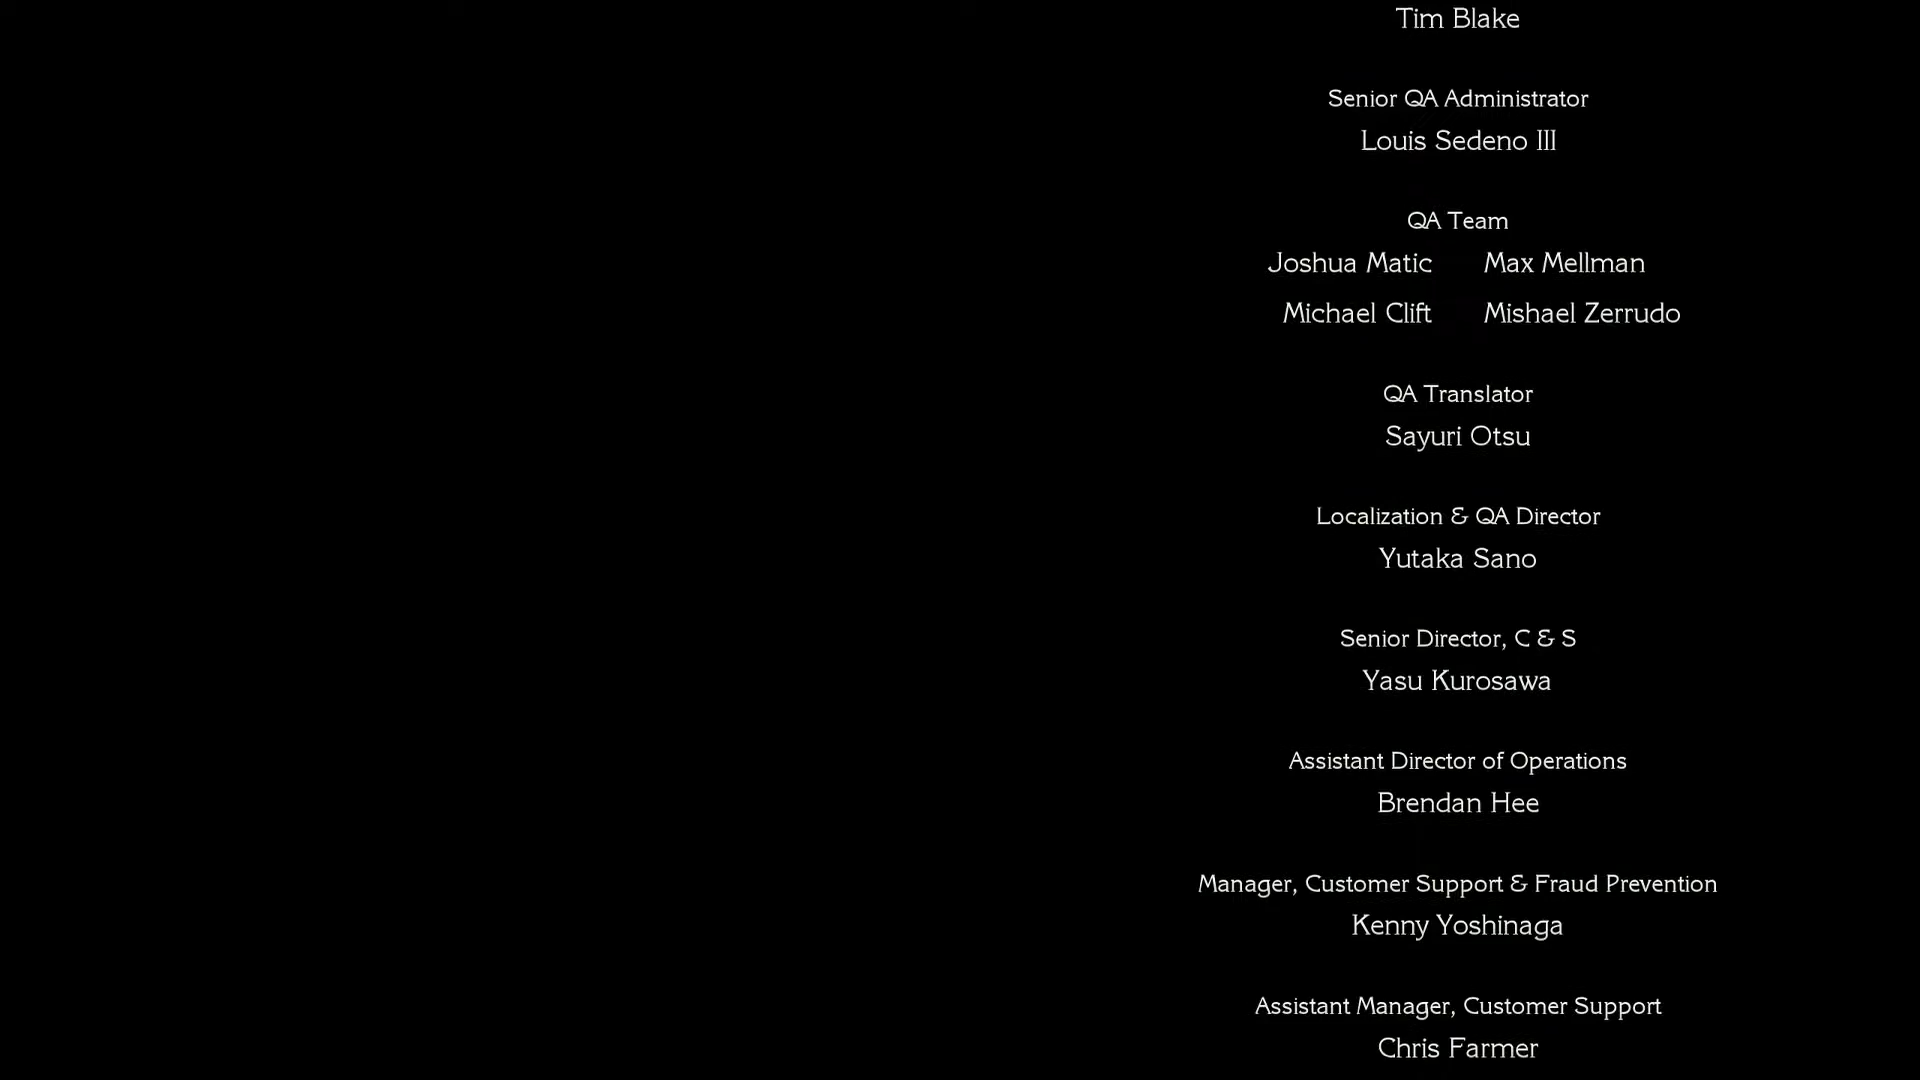 Tim Blake
Senior QA Administrator
Louis Sedeno III
QA Team
Joshua Matic Max Mellman
Michael Clift Mishael Zerrudo
QA Translator
Sayuri Otsu
Localization & QA Director
Yutaka Sano
Senior Director, C & S
Yasu Kurosawa
Assistant Director of Operations
Brendan Hee
Manager, Customer Support & Fraud Prevention
Kenny Yoshinaga
Assistant Manager, Customer Support
Chris Farmer